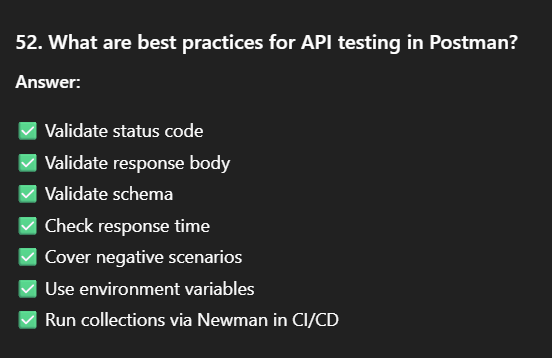 52. What are best practices for API testing in Postman?
Answer:
✅ Validate status code
✅ Validate response body
✅ Validate schema
✅ Check response time
✅ Cover negative scenarios
✅ Use environment variables
✅ Run collections via Newman in CI/CD